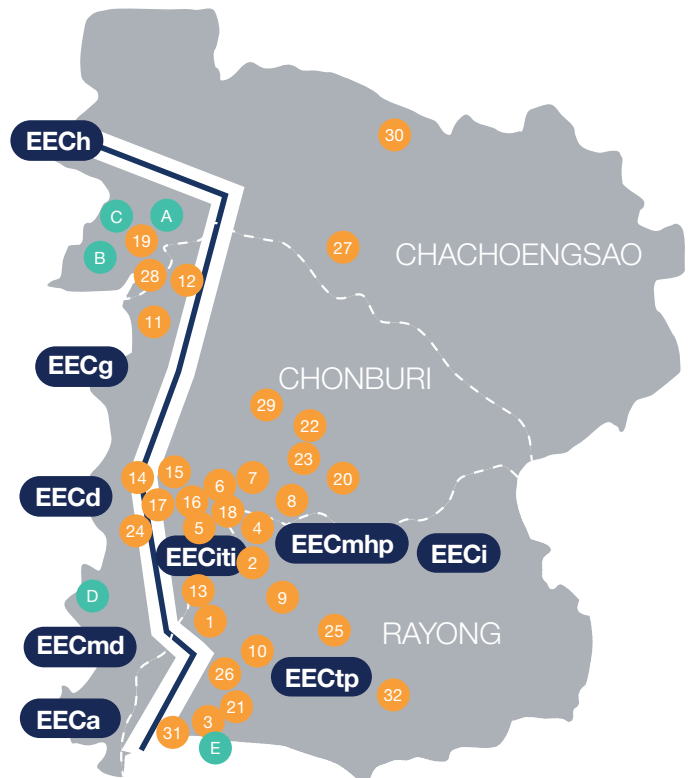 30
EECh
C
A
19
B
27
CHACHOENGSAO
28
12
11
EECg
CHONBURI
29
22
23
15
14
7
20
6
EECd
8
16
17
18
24
5
4
EECmhp
EECiti
EECi
2
13
D
9
1
25
RAYONG
EECmd
10
26
EECtp
32
21
EECa
3
31
E